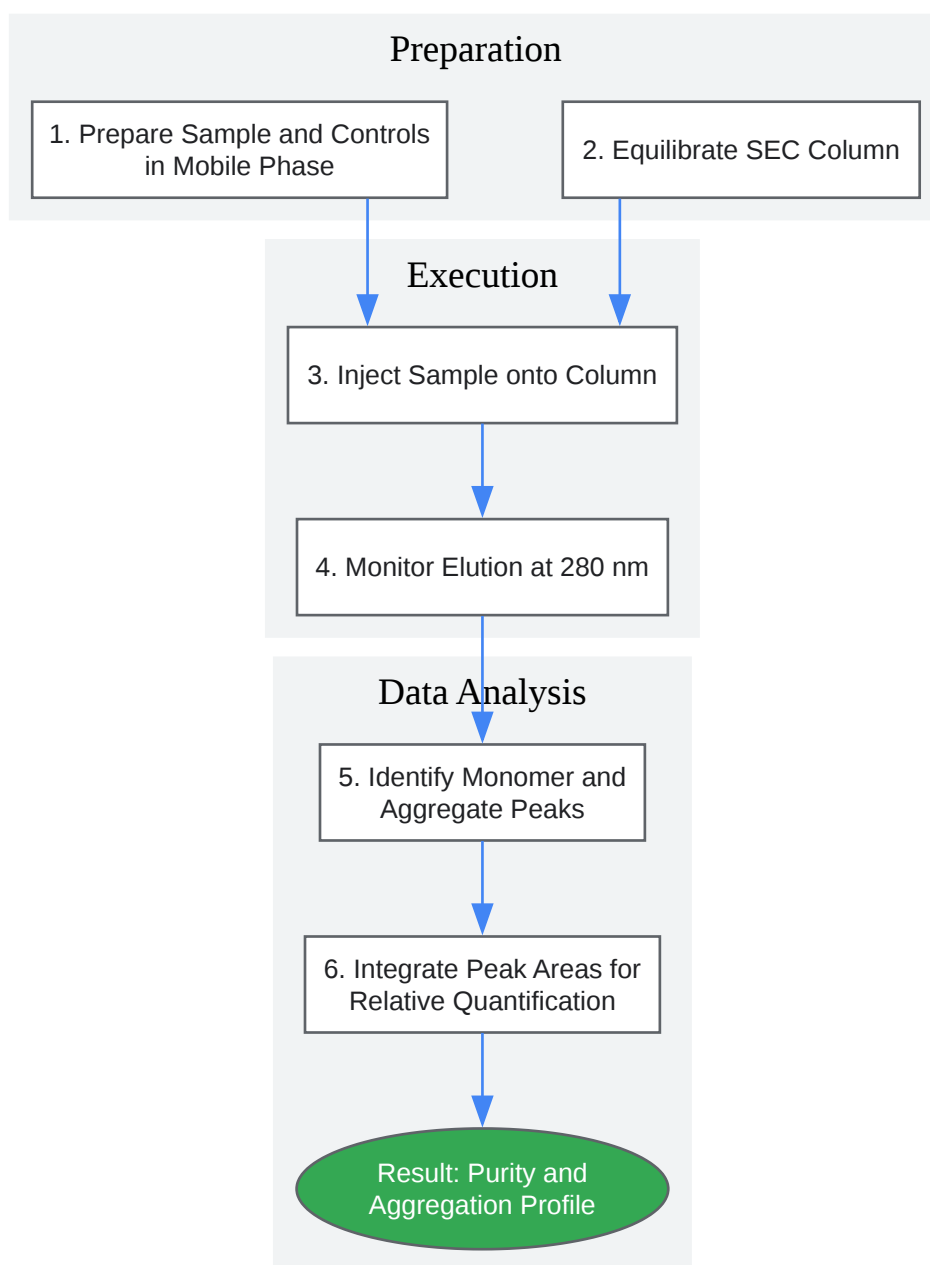 Preparation
1. Prepare Sample and Controls
in Mobile Phase
2. Equilibrate SEC Column
Execution
3. Inject Sample onto Column
4. Monitor Elution at 280 nm
Data Analysis
5. Identify Monomer and
Aggregate Peaks
6. Integrate Peak Areas for
Relative Quantification
Result: Purity and
Aggregation Profile